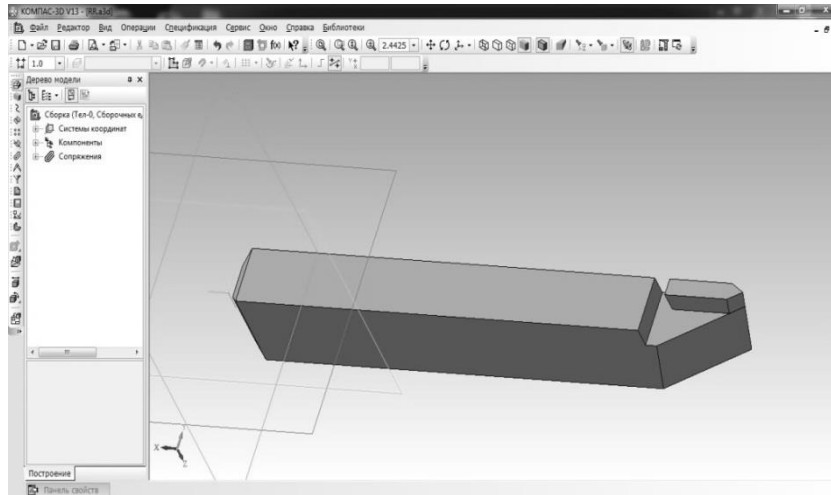 КОМПАС-3D V13 - [RR.a3d]
Файл Редактор Вид Операции Спецификация Сервис Окно Справка Библиотеки
2.4425
1.0
Дерево модели
Сборка (Тел-0, Сборочных е
Системы координат
Компоненты
Сопряжения
X
Y
Z
Построение
Панель свойств